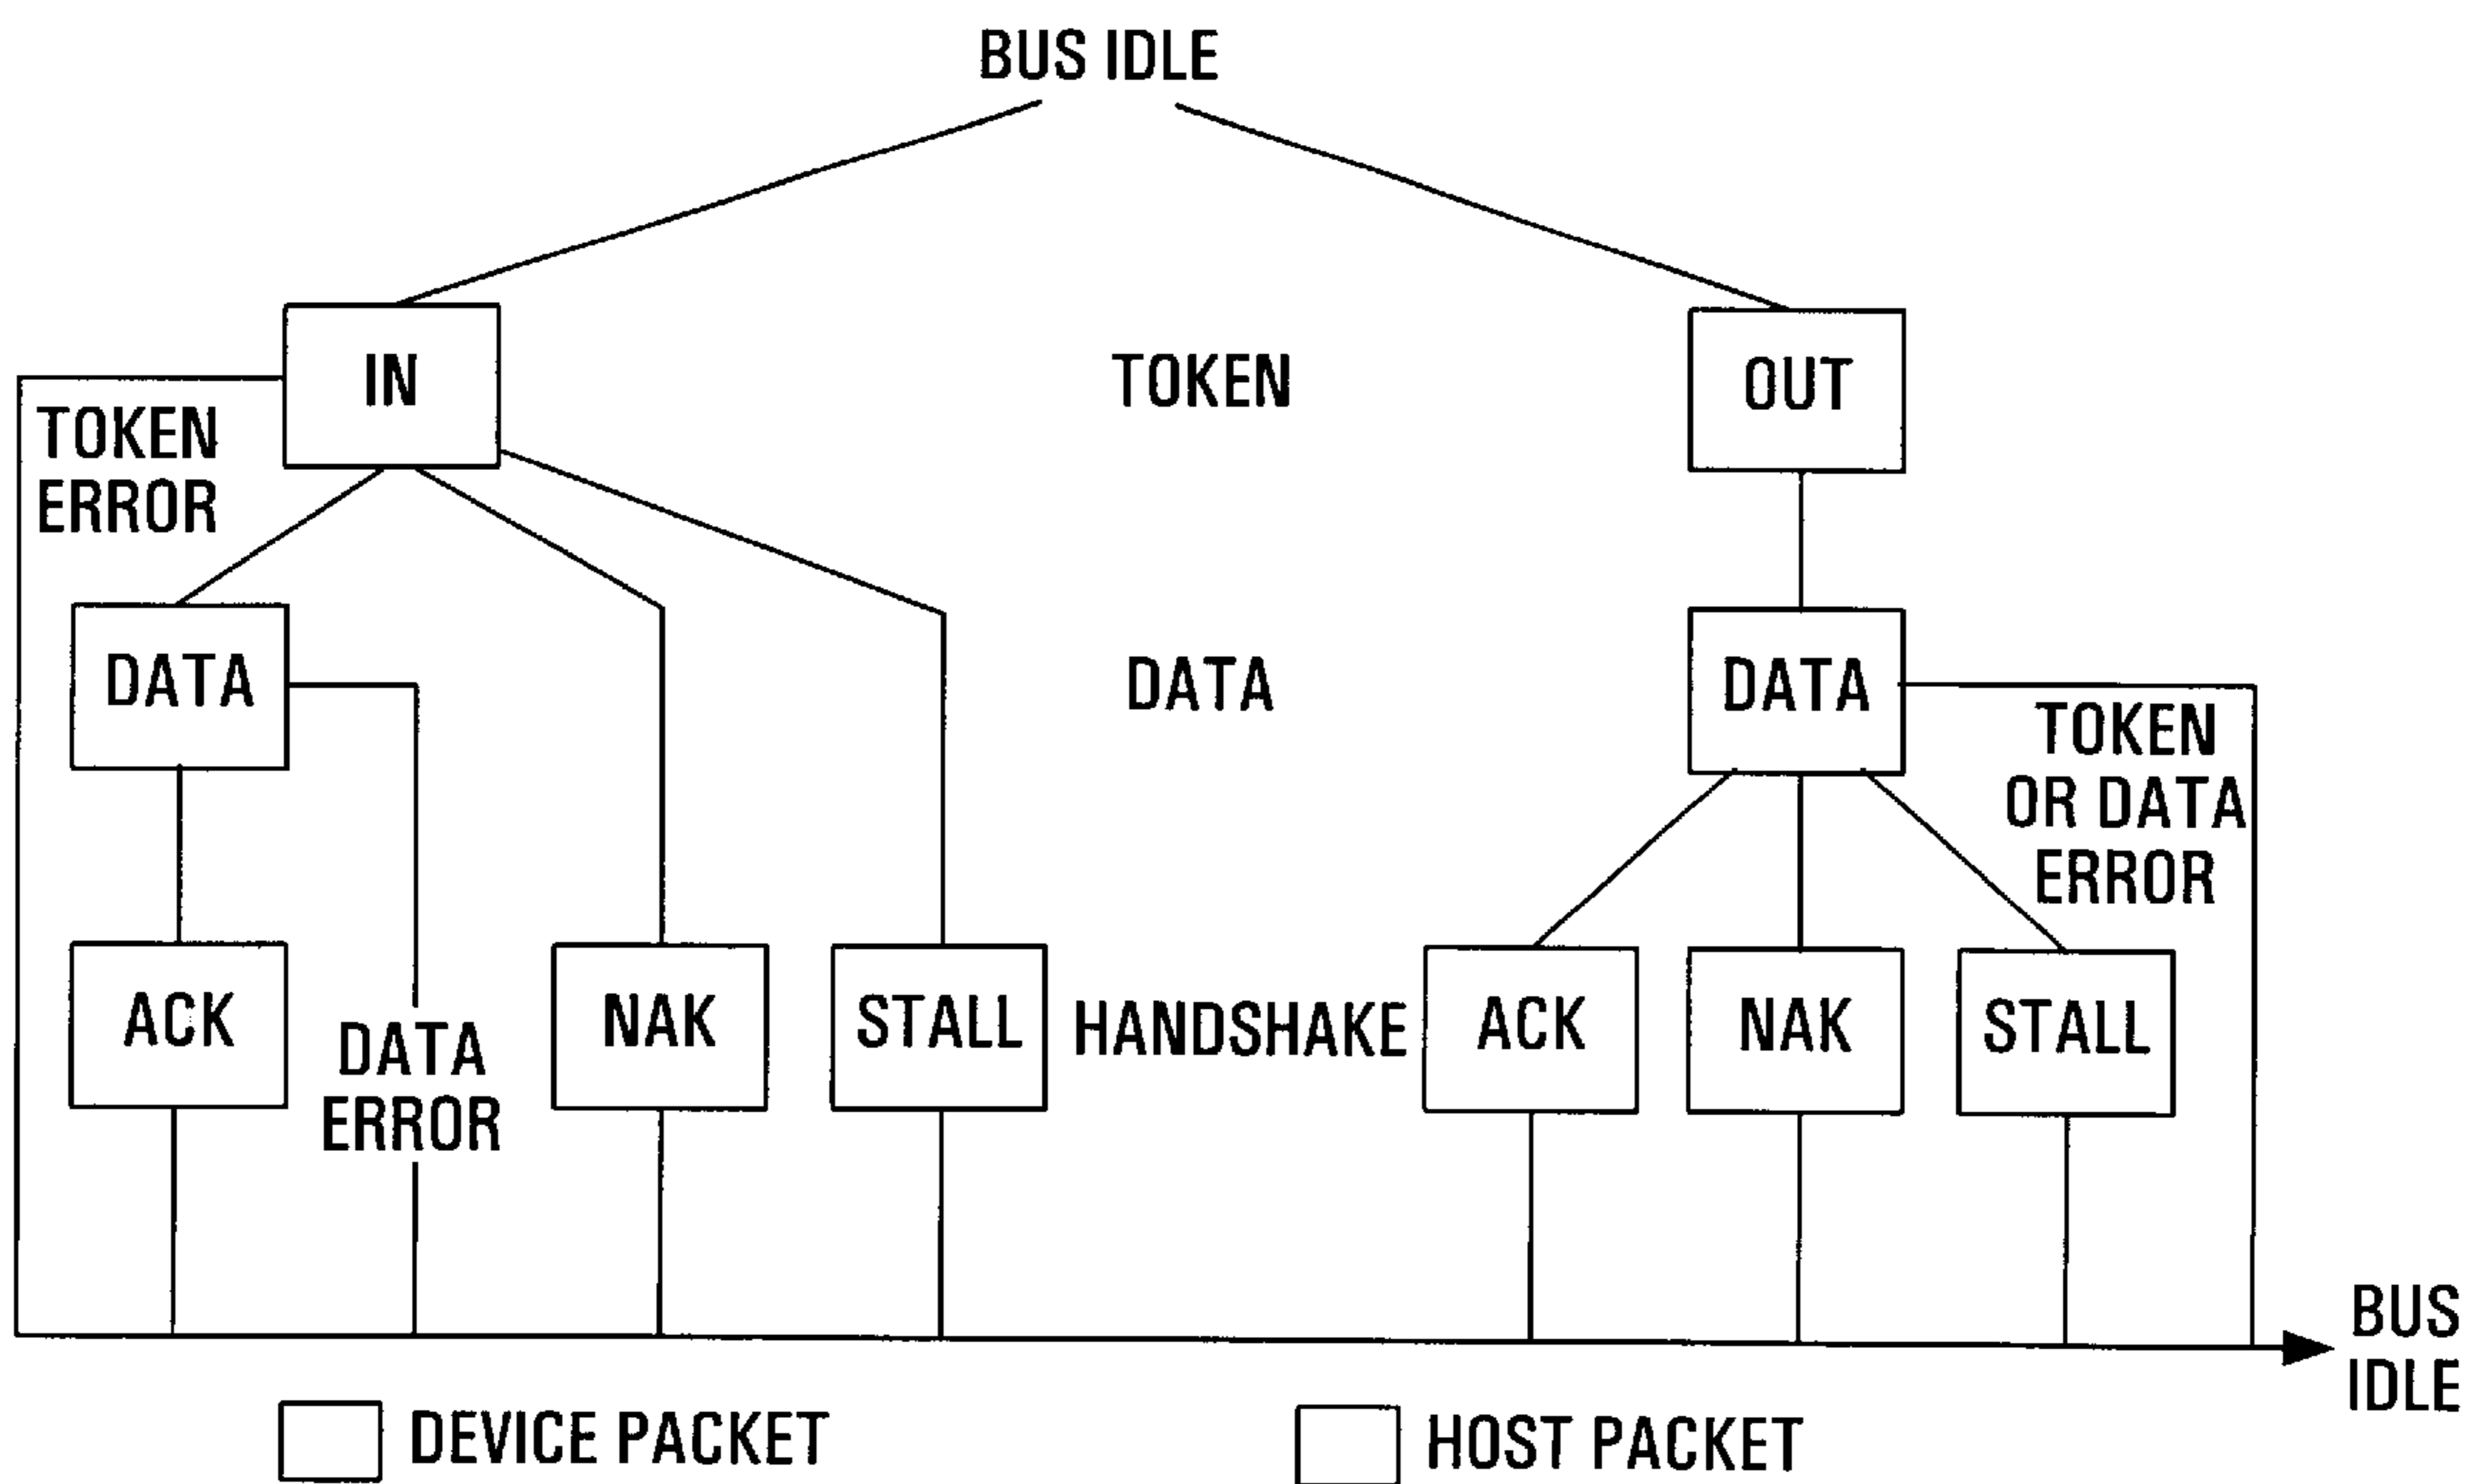 BUS IDLE
IN
TOKEN
OUT
TOKEN
ERROR
DATA
DATA
DATA
TOKEN
OR DATA
ERROR
ACK
DATA
ERROR
NAK
STALL
HANDSHAKE
ACK
NAK
STALL
BUS
IDLE
DEVICE PACKET
HOST PACKET